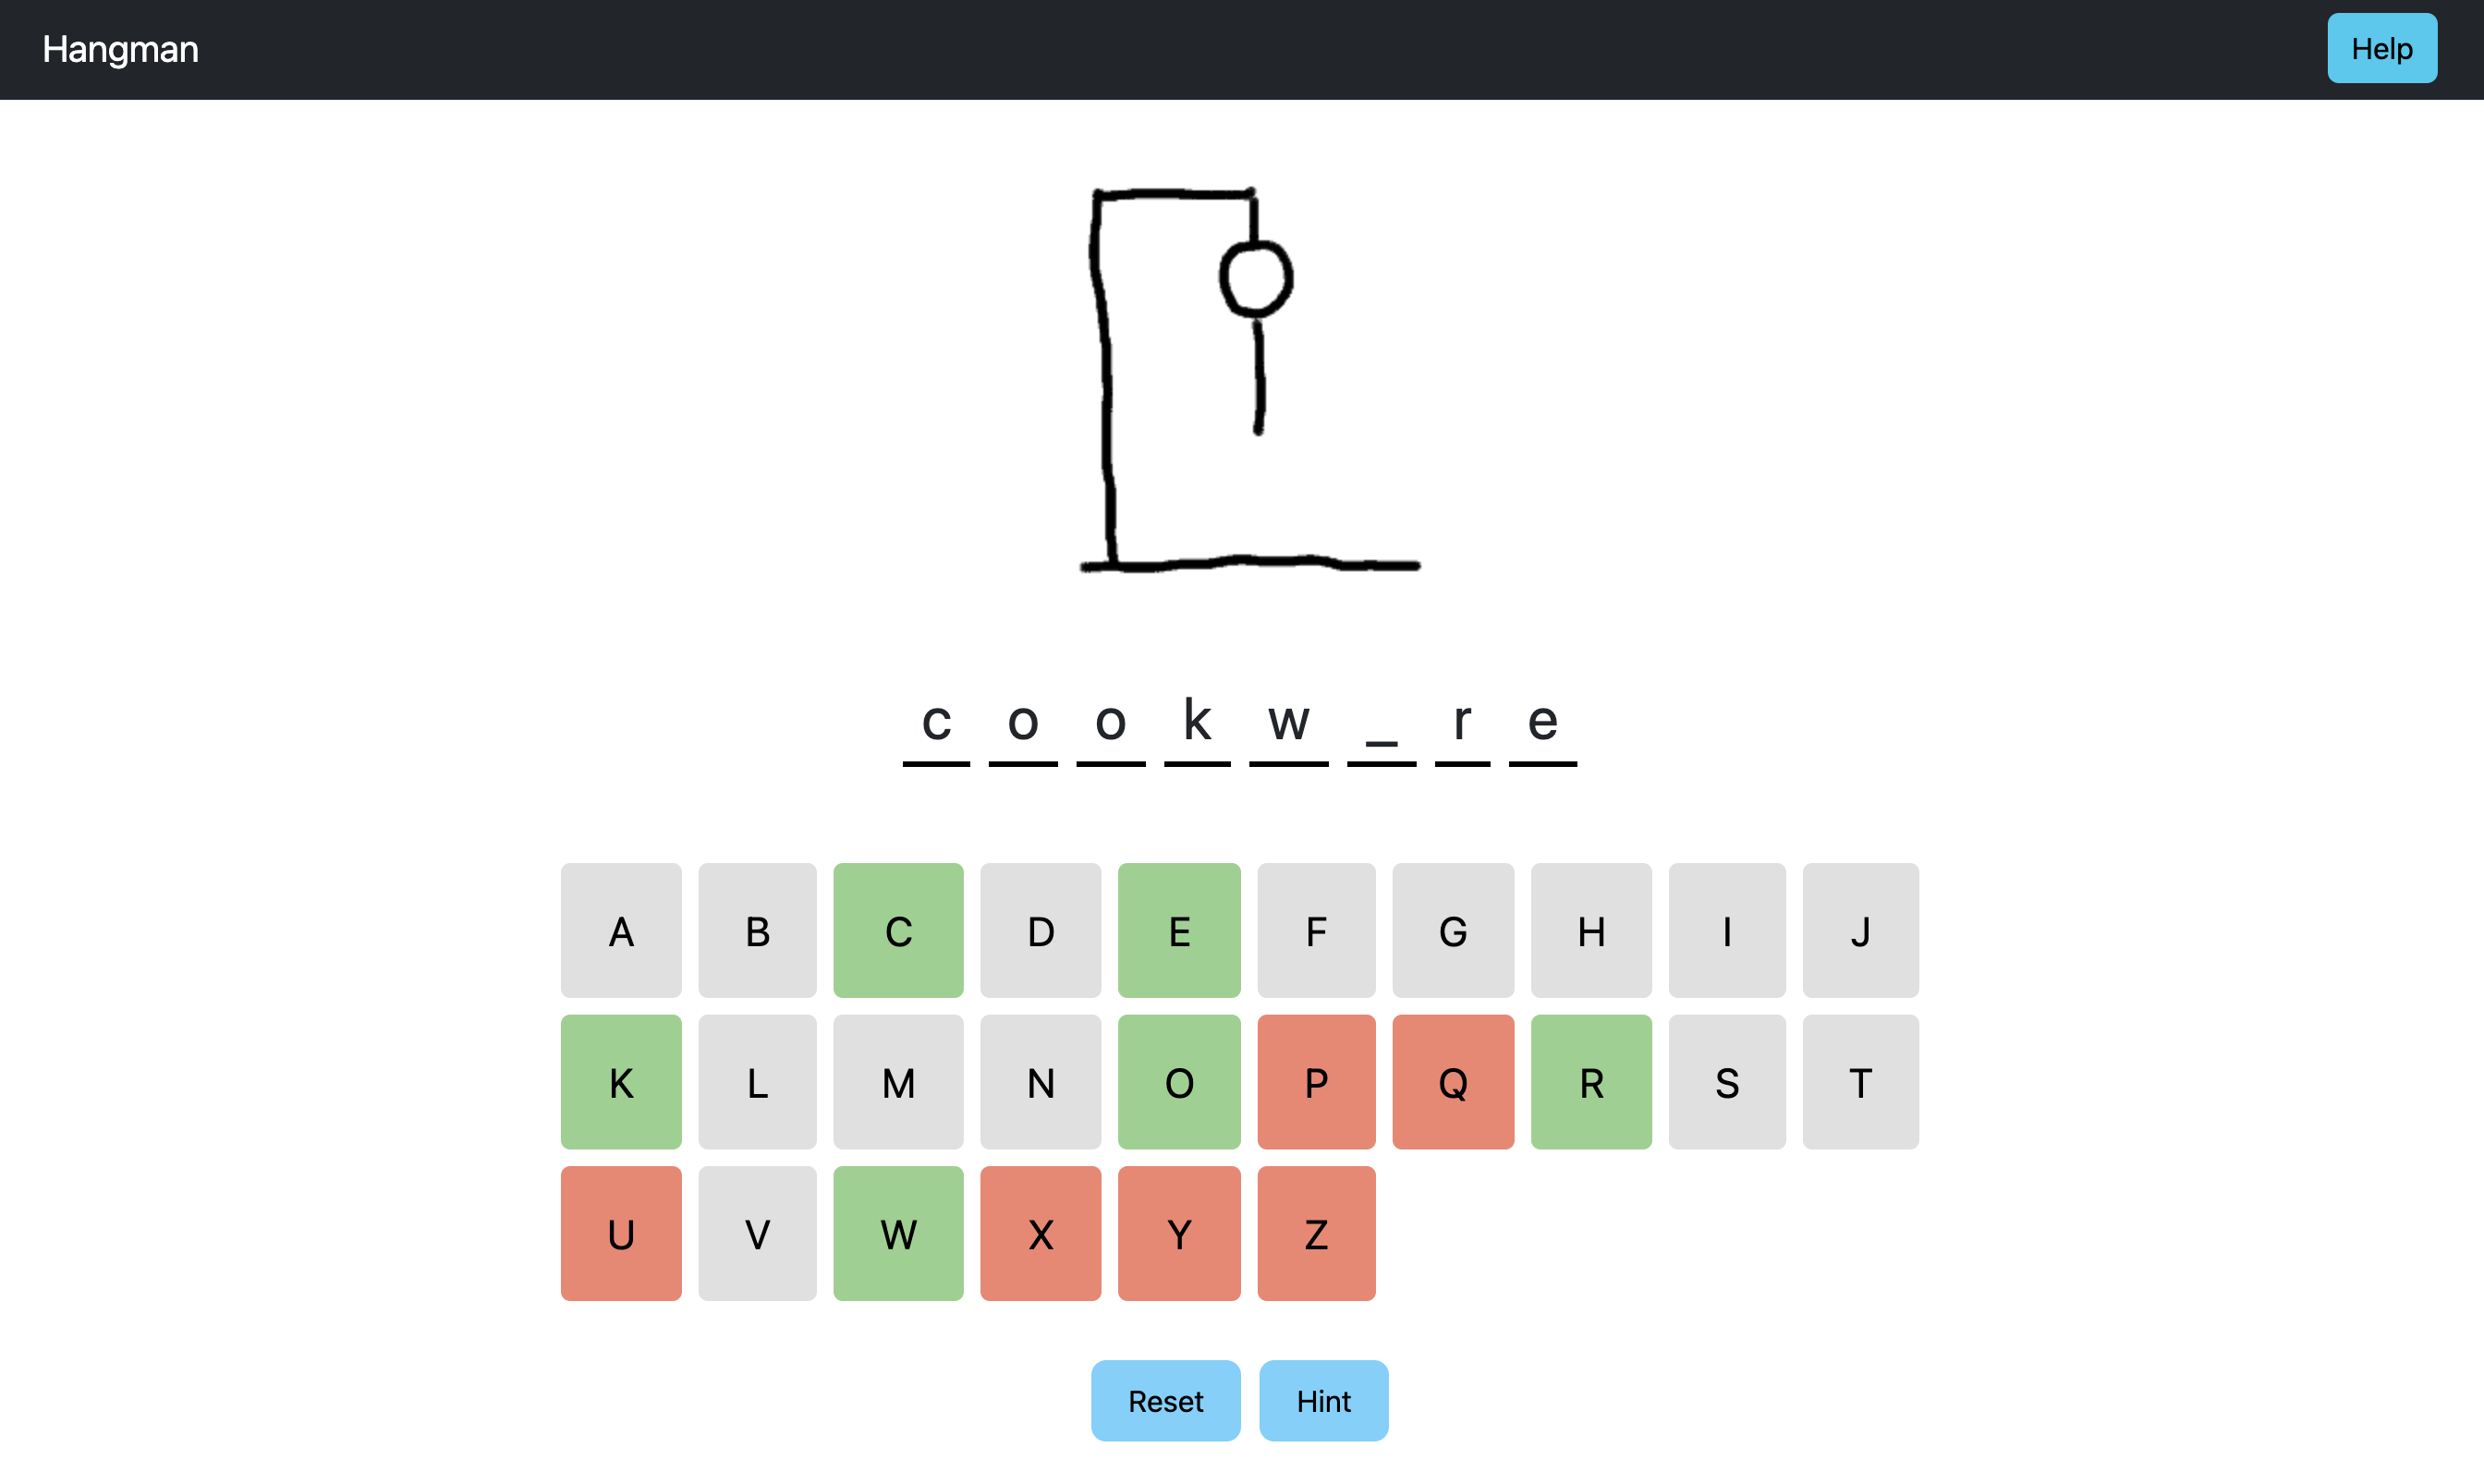 Hangman Help
c o o k w _ r e
A B C D E F G H I J
K L M N O P Q R S T
U V W X Y Z
Reset Hint